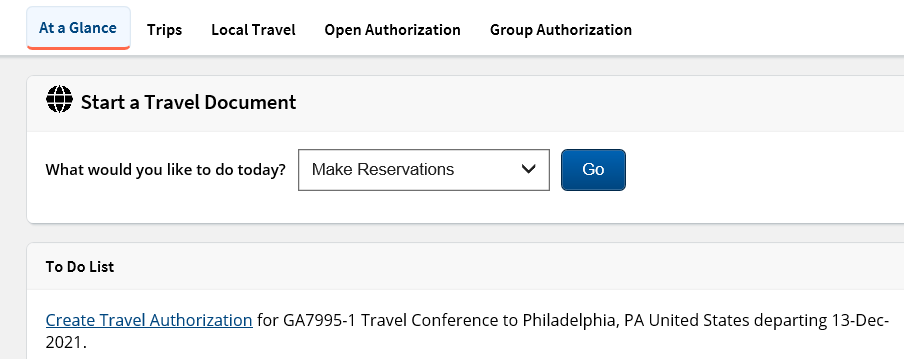 At a Glance Trips Local Travel Open Authorization Group Authorization
Start a Travel Document
What would you like to do today? Make Reservations Go
To Do List
Create Travel Authorization for GA7995-1 Travel Conference to Philadelphia, PA United States departing 13-Dec-
2021.